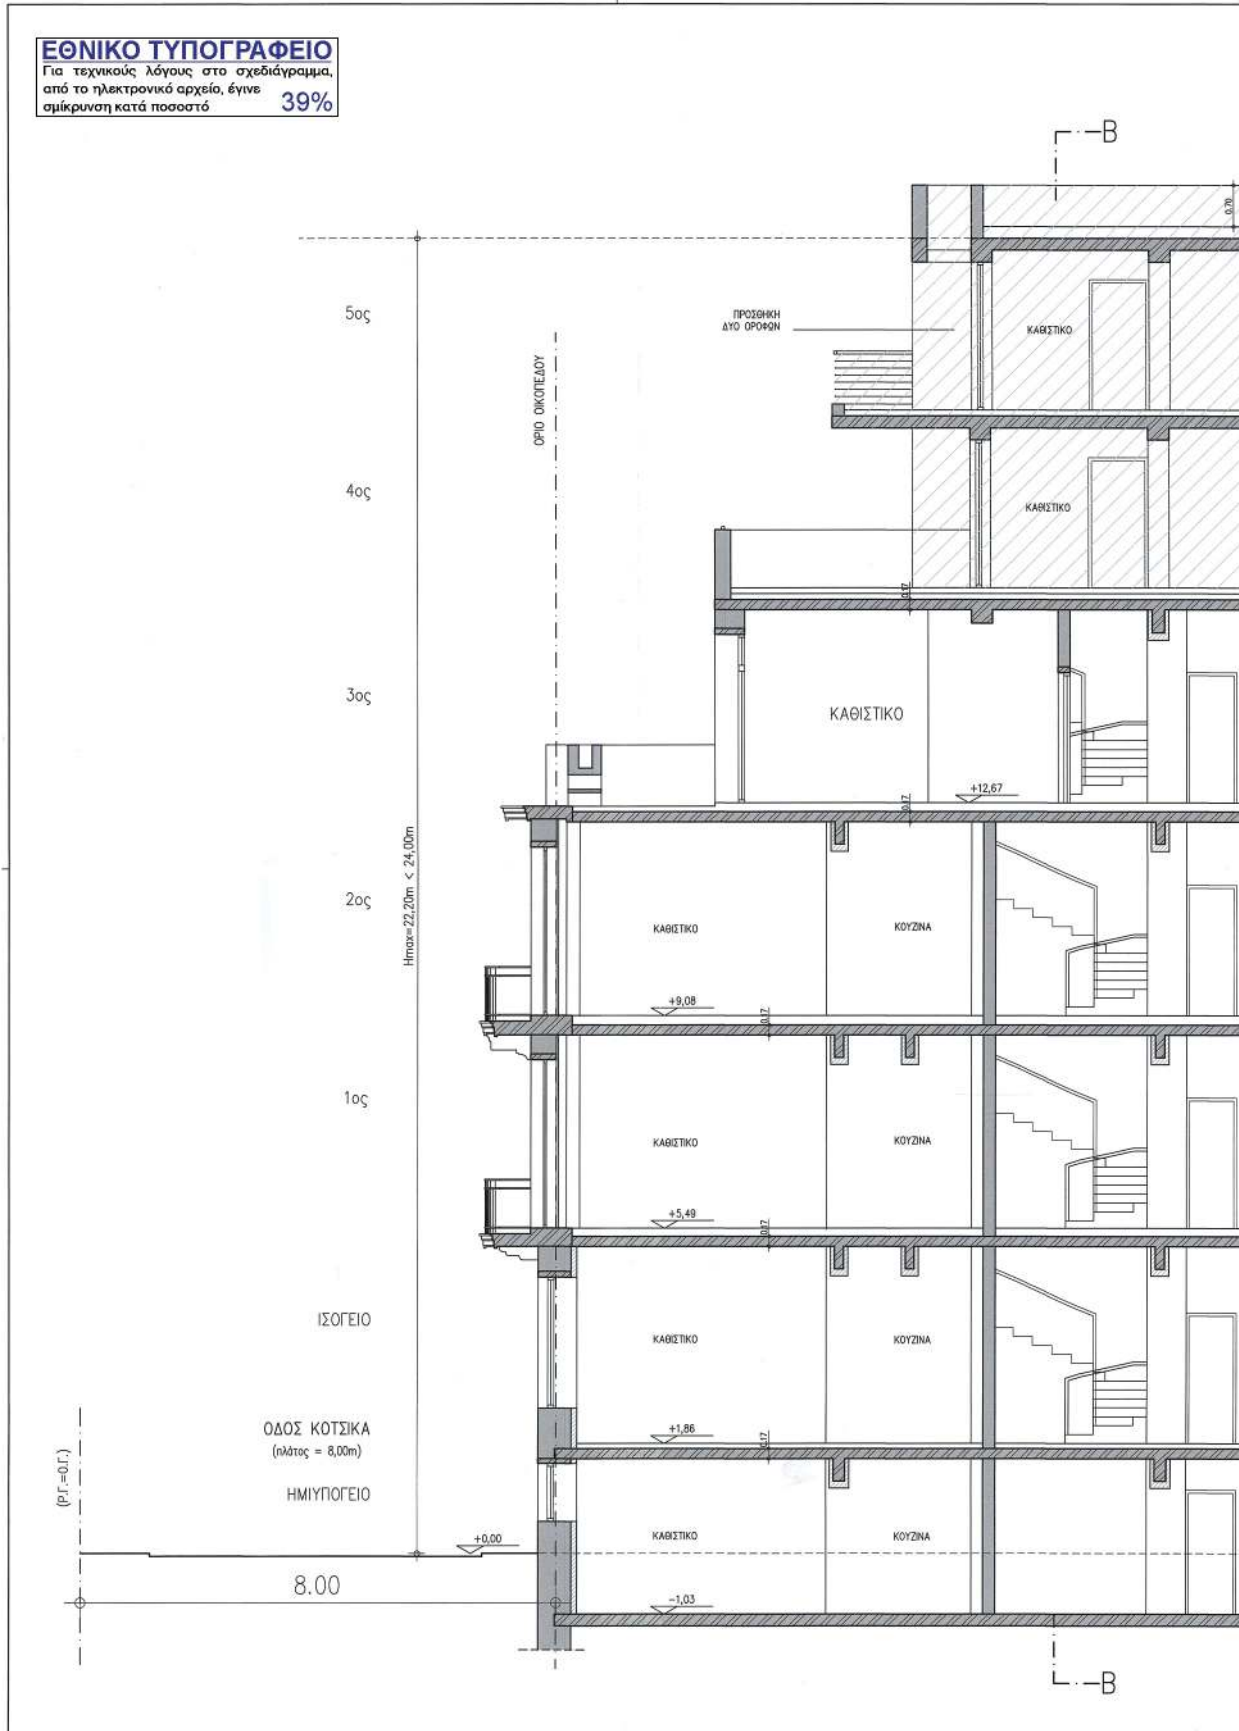 ΕΘΝΙΚΟ ΤΥΠΟΓΡΑΦΕΙΟ
Για τεχνικούς λόγους στο σχεδιάγραμμα,
από το ηλεκτρονικό αρχείο, έγινε
σμίκρυνση κατά ποσοστό 39%
B
0,70
5ος
ΠΡΟΣΘΗΚΗ
ΔΥΟ ΟΡΟΦΩΝ
ΚΑΘΙΣΤΙΚΟ
ΟΡΙΟ ΟΙΚΟΠΕΔΟΥ
4ος
ΚΑΘΙΣΤΙΚΟ
0,17
3ος
ΚΑΘΙΣΤΙΚΟ
+12,67
0,17
Hmax=22,20m < 24,00m
2ος
ΚΑΘΙΣΤΙΚΟ
ΚΟΥΖΙΝΑ
+9,08
0,17
1ος
ΚΑΘΙΣΤΙΚΟ
ΚΟΥΖΙΝΑ
+5,49
0,17
ΙΣΟΓΕΙΟ
ΚΑΘΙΣΤΙΚΟ
ΚΟΥΖΙΝΑ
+1,86
0,17
ΟΔΟΣ ΚΟΤΣΙΚΑ
(πλάτος = 8,00m)
(Ρ.Γ.=Ο.Γ.)
ΗΜΙΥΠΟΓΕΙΟ
+0,00
ΚΑΘΙΣΤΙΚΟ
ΚΟΥΖΙΝΑ
8.00
-1,03
B